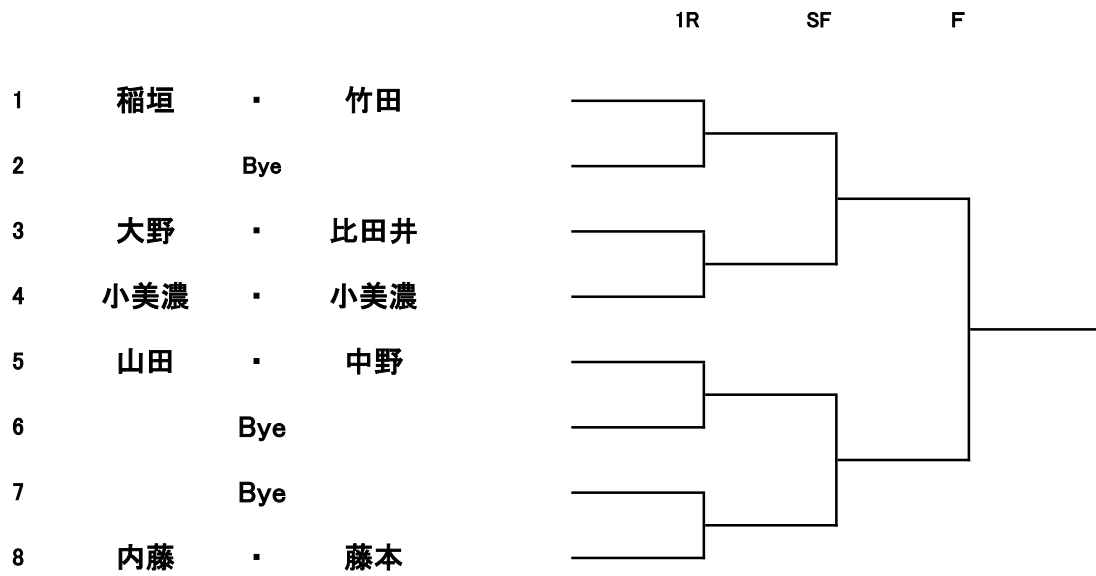 1R SF F
1 稲垣 ・ 竹田
2 Bye
3 大野 ・ 比田井
4 小美濃 ・ 小美濃
5 山田 ・ 中野
6 Bye
7 Bye
8 内藤 ・ 藤本